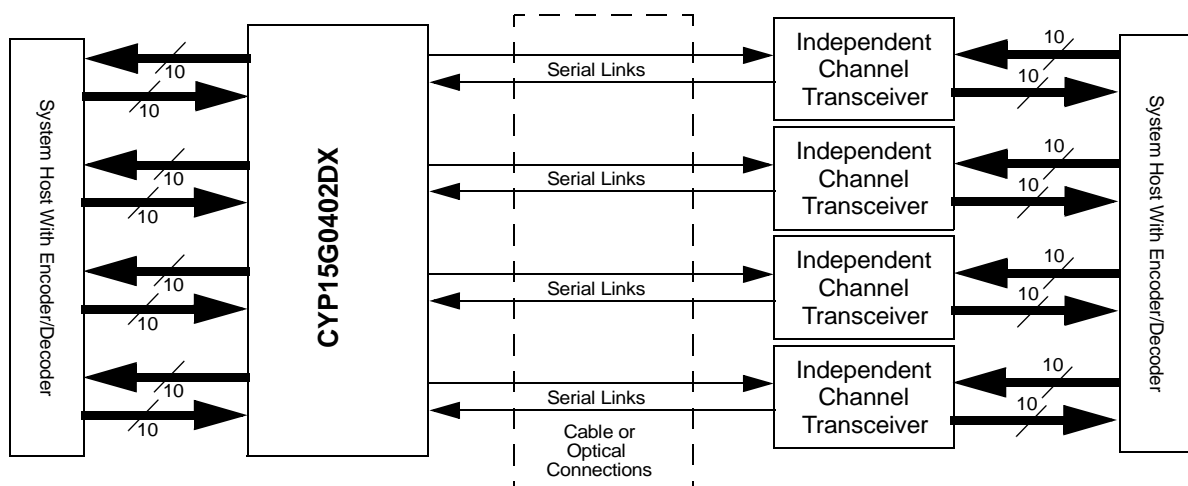 System Host With Encoder/Decoder
10
10
10
10
10
10
10
10
CYP15G0402DX
Serial Links
Serial Links
Serial Links
Serial Links
Cable or
Optical
Connections
Independent
Channel
Transceiver
Independent
Channel
Transceiver
Independent
Channel
Transceiver
Independent
Channel
Transceiver
10
10
10
10
10
10
10
10
System Host With Encoder/Decoder